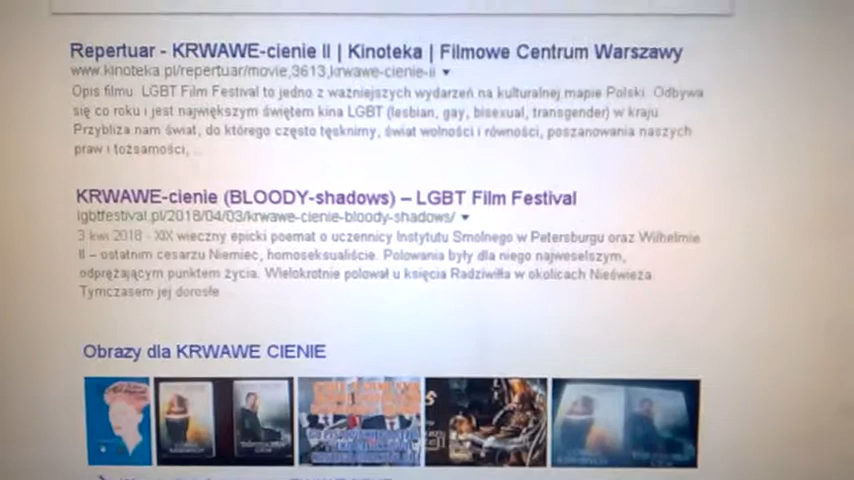 Repertuar - KRWAWE-cienie II | Kinoteka | Filmowe Centrum Warszawy
www.kinoteka.pl/repertuar/movie,3613,krwawe-cienie-ii
Opis filmu. LGBT Film Festival to jedno z ważniejszych wydarzeń na kulturalnej mapie Polski. Odbywa
się co roku i jest największym świętem kina LGBT (lesbian, gay, bisexual, transgender) w kraju.
Przybliża nam świat, do którego często tęsknimy, świat wolności i równości, poszanowania naszych
praw i tożsamości, ...
KRWAWE-cienie (BLOODY-shadows) – LGBT Film Festival
lgbtfestival.pl/2018/04/03/krwawe-cienie-bloody-shadows/
3 kwi 2018 - XIX wieczny epicki poemat o uczennicy Instytutu Smolnego w Petersburgu oraz Wilhelmie
II – ostatnim cesarzu Niemiec, homoseksualiście. Polowania były dla niego najweselszym,
odprężającym punktem życia. Wielokrotnie polował u księcia Radziwiłła w okolicach Nieświeża.
Tymczasem jej dorosłe
Obrazy dla KRWAWE CIENIE